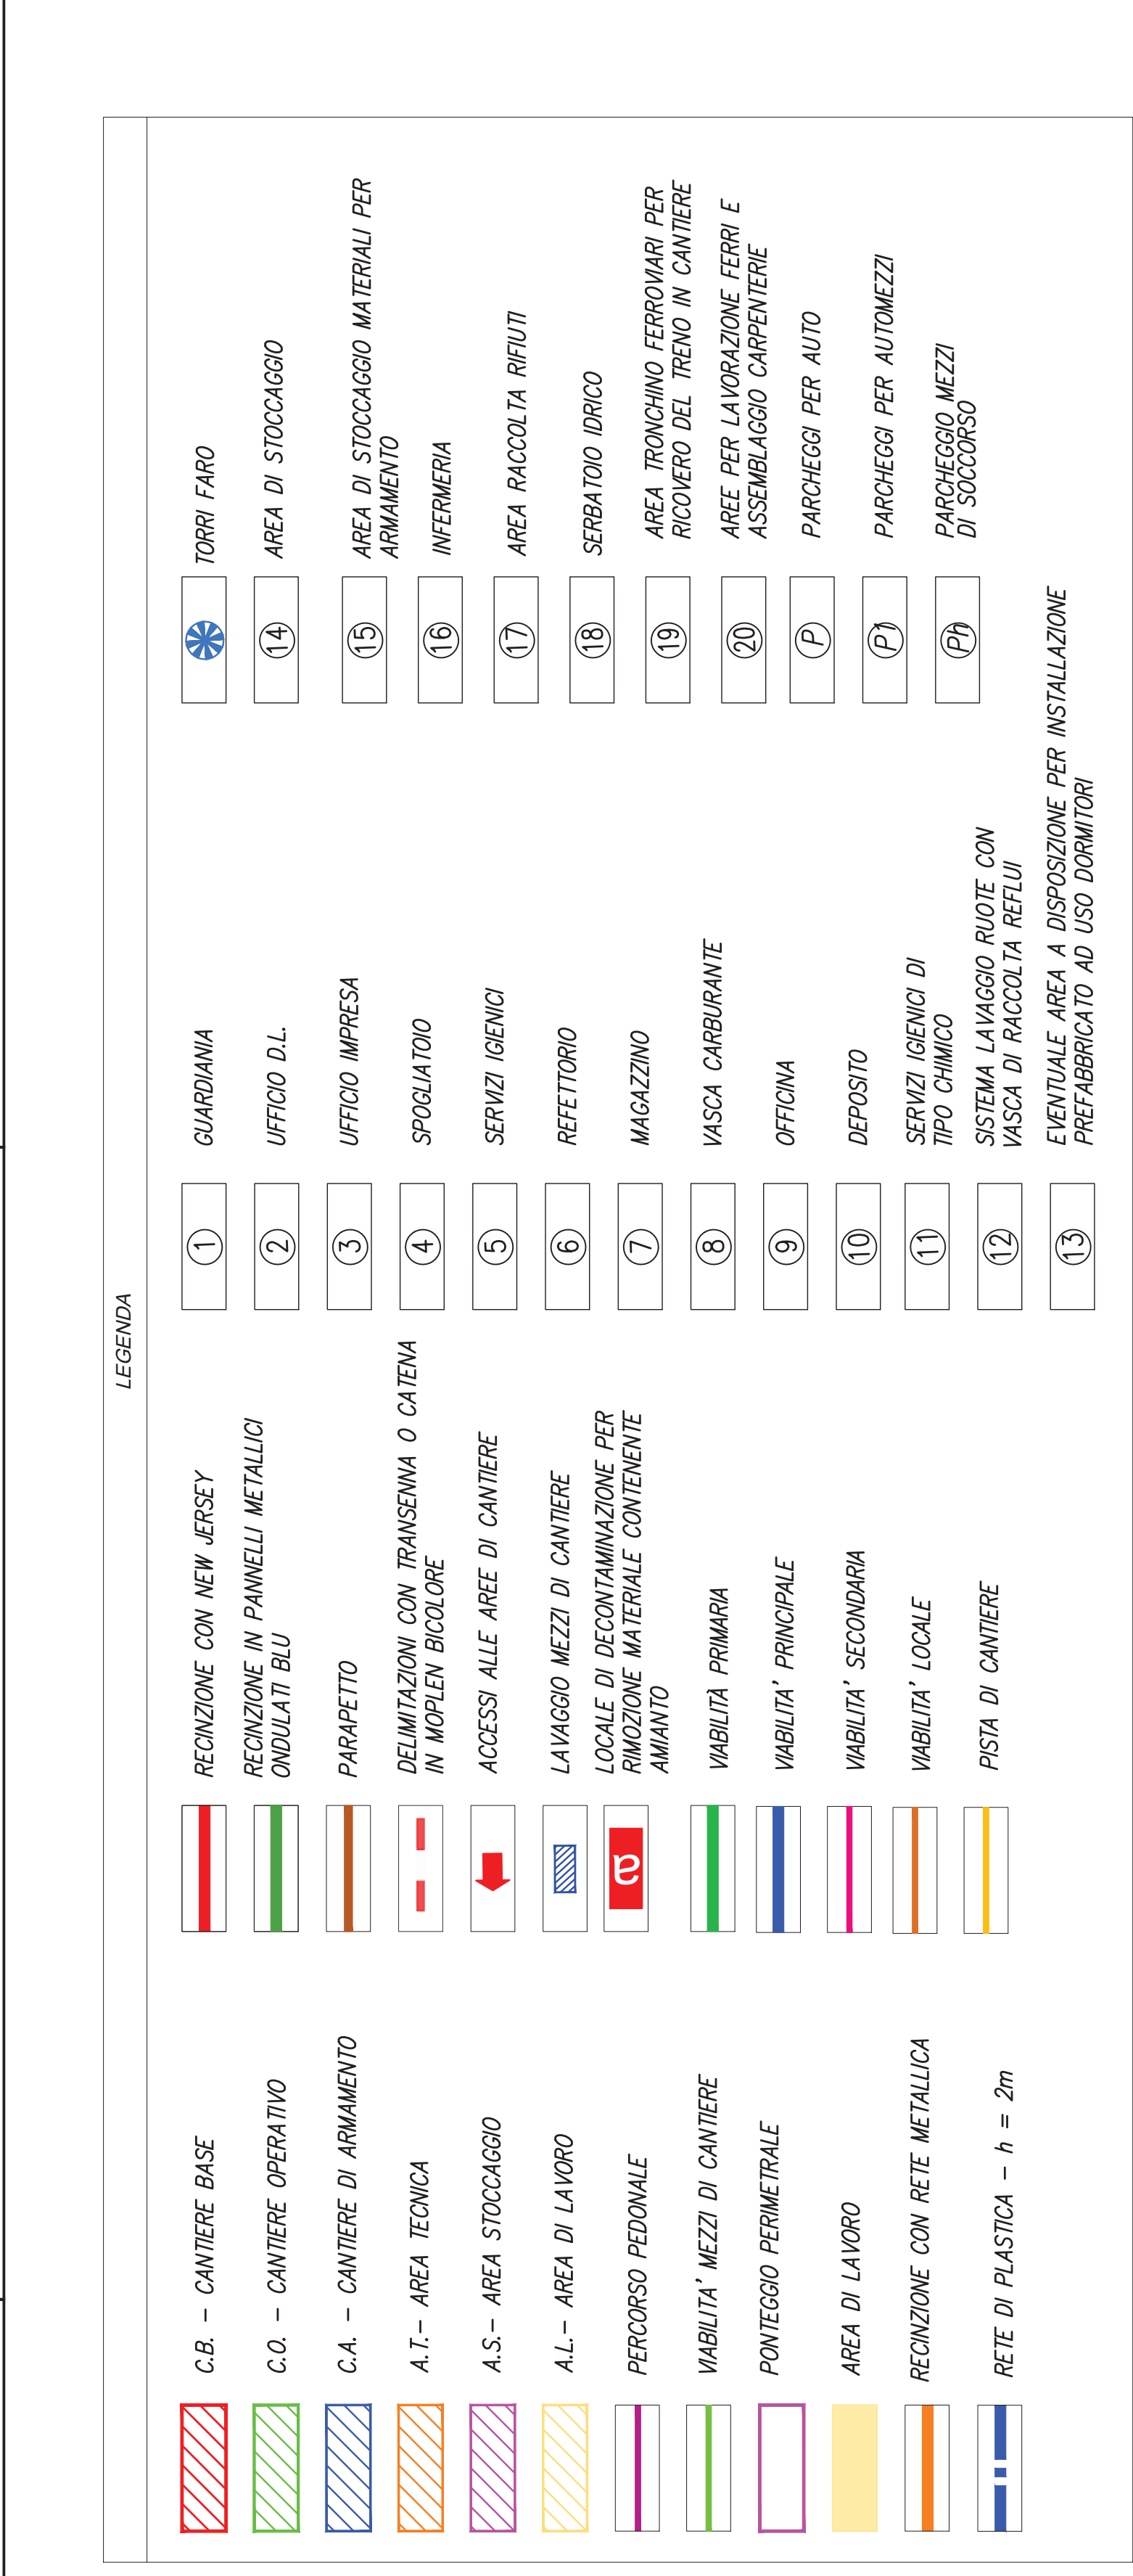 LEGENDA
C.B. - CANTIERE BASE
C.O. - CANTIERE OPERATIVO
C.A. - CANTIERE DI ARMAMENTO
A.T.- AREA TECNICA
A.S.- AREA STOCCAGGIO
A.L.- AREA DI LAVORO
PERCORSO PEDONALE
VIABILITA' MEZZI DI CANTIERE
PONTEGGIO PERIMETRALE
AREA DI LAVORO
RECINZIONE CON RETE METALLICA
RETE DI PLASTICA - h = 2m
RECINZIONE CON NEW JERSEY
RECINZIONE IN PANNELLI METALLICI
ONDULATI BLU
PARAPETTO
DELIMITAZIONI CON TRANSENNA O CATENA
IN MOPLEN BICOLORE
ACCESSI ALLE AREE DI CANTIERE
LAVAGGIO MEZZI DI CANTIERE
a
LOCALE DI DECONTAMINAZIONE PER
RIMOZIONE MATERIALE CONTENENTE
AMIANTO
VIABILITÀ PRIMARIA
VIABILITA' PRINCIPALE
VIABILITA' SECONDARIA
VIABILITA' LOCALE
PISTA DI CANTIERE
1 GUARDIANIA
2 UFFICIO D.L.
3 UFFICIO IMPRESA
4 SPOGLIATOIO
5 SERVIZI IGIENICI
6 REFETTORIO
7 MAGAZZINO
8 VASCA CARBURANTE
9 OFFICINA
10 DEPOSITO
11 SERVIZI IGIENICI DI
TIPO CHIMICO
12 SISTEMA LAVAGGIO RUOTE CON
VASCA DI RACCOLTA REFLUI
13 EVENTUALE AREA A DISPOSIZIONE PER INSTALLAZIONE
PREFABBRICATO AD USO DORMITORI
TORRI FARO
14 AREA DI STOCCAGGIO
15 AREA DI STOCCAGGIO MATERIALI PER
ARMAMENTO
16 INFERMERIA
17 AREA RACCOLTA RIFIUTI
18 SERBATOIO IDRICO
19 AREA TRONCHINO FERROVIARI PER
RICOVERO DEL TRENO IN CANTIERE
20 AREE PER LAVORAZIONE FERRI E
ASSEMBLAGGIO CARPENTERIE
P PARCHEGGI PER AUTO
P1 PARCHEGGI PER AUTOMEZZI
Ph PARCHEGGIO MEZZI
DI SOCCORSO